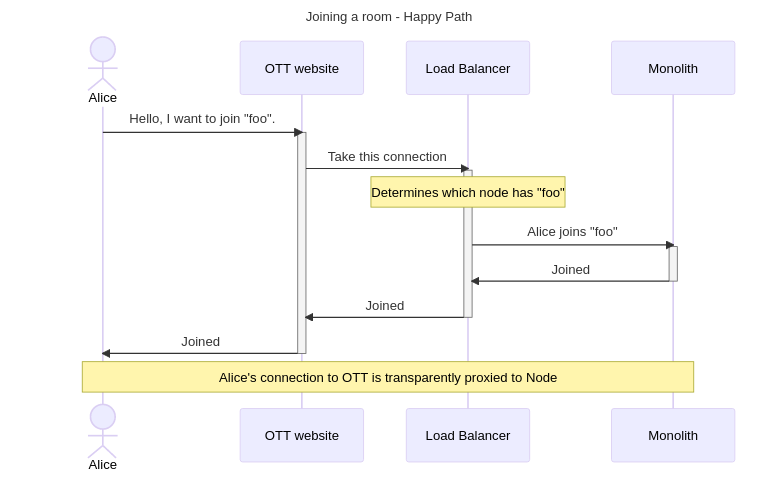 Joining a room - Happy Path
Alice
OTT website
Load Balancer
Monolith
Hello, I want to join "foo".
Take this connection
Determines which node has "foo"
Alice joins "foo"
Joined
Joined
Joined
Alice's connection to OTT is transparently proxied to Node
Alice
OTT website
Load Balancer
Monolith